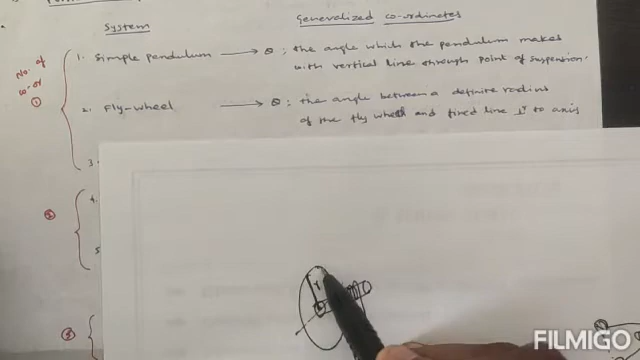 System
Generalized co-ordinates
No. of
co-or
①
1. Simple pendulum → θ; the angle which the pendulum makes
with vertical line through point of suspension.
2. Fly-wheel → θ; the angle between a definite radius
of the fly wheel and fixed line ⊥r to axis
3.
②
4.
5
③
r
FILMIGO